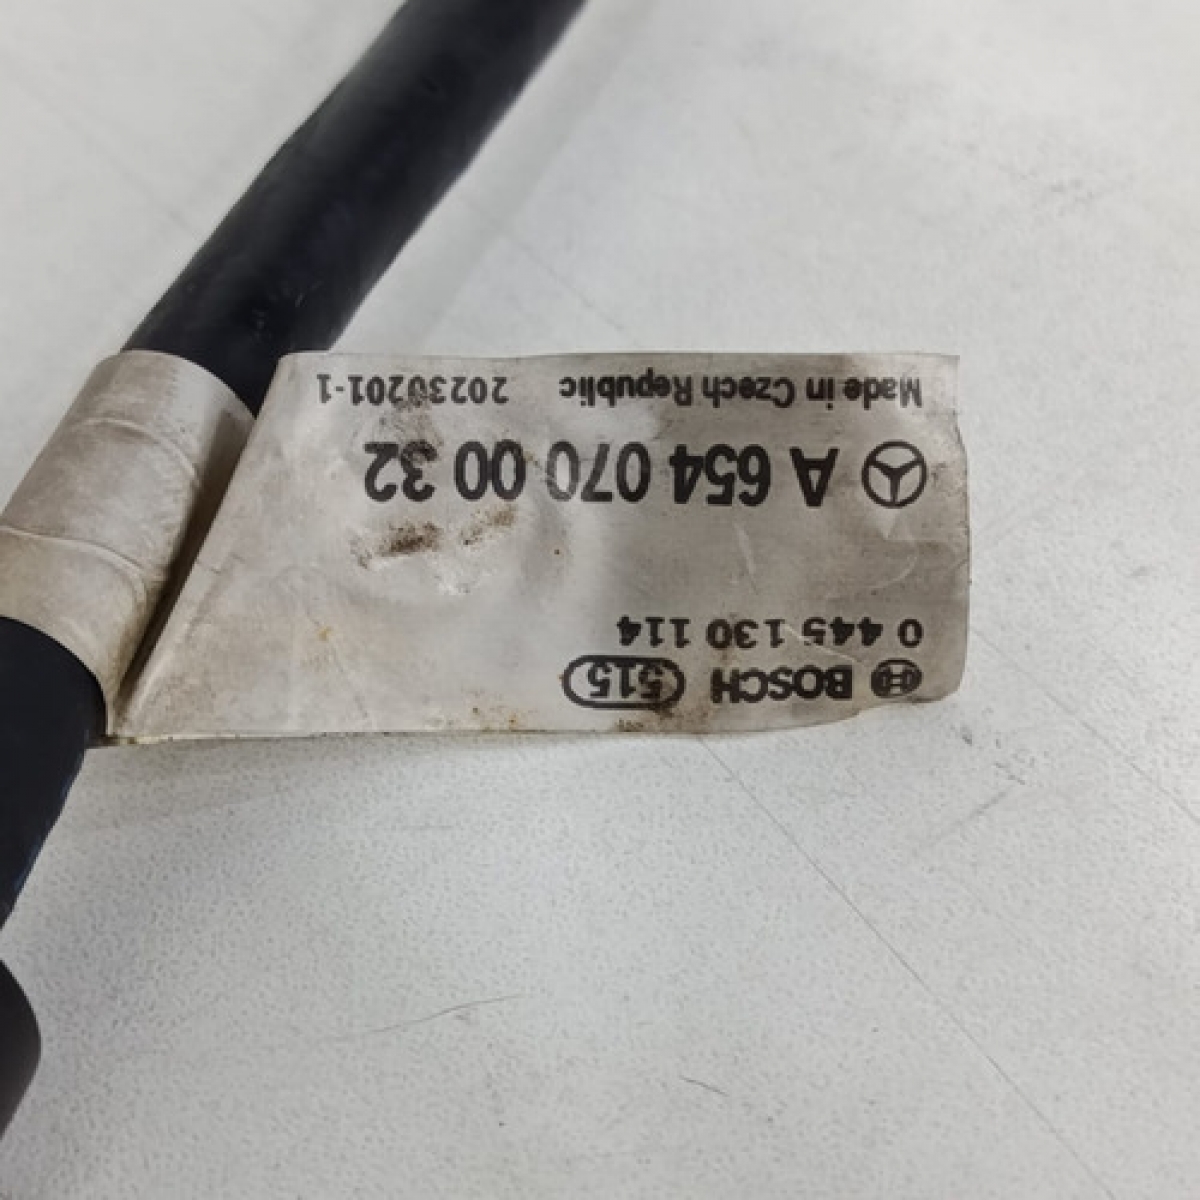 BOSCH 515
0 445 130 114
A 654 070 00 32
Made in Czech Republic 20230201-1